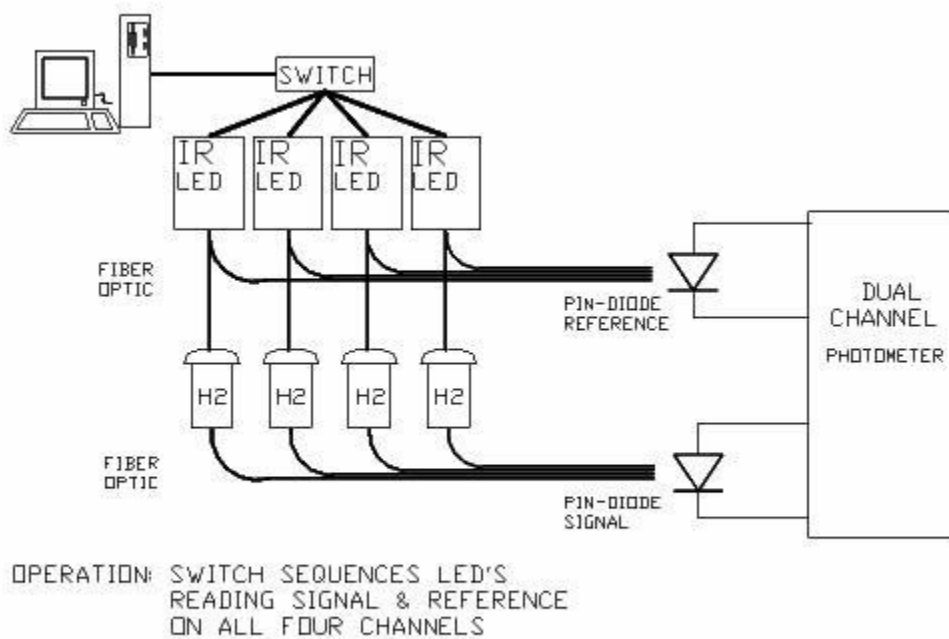 SWITCH
IR
LED
IR
LED
IR
LED
IR
LED
FIBER
OPTIC
PIN-DIODE
REFERENCE
DUAL
CHANNEL
PHOTOMETER
H2
H2
H2
H2
FIBER
OPTIC
PIN-DIODE
SIGNAL
OPERATION: SWITCH SEQUENCES LED'S
READING SIGNAL & REFERENCE
ON ALL FOUR CHANNELS